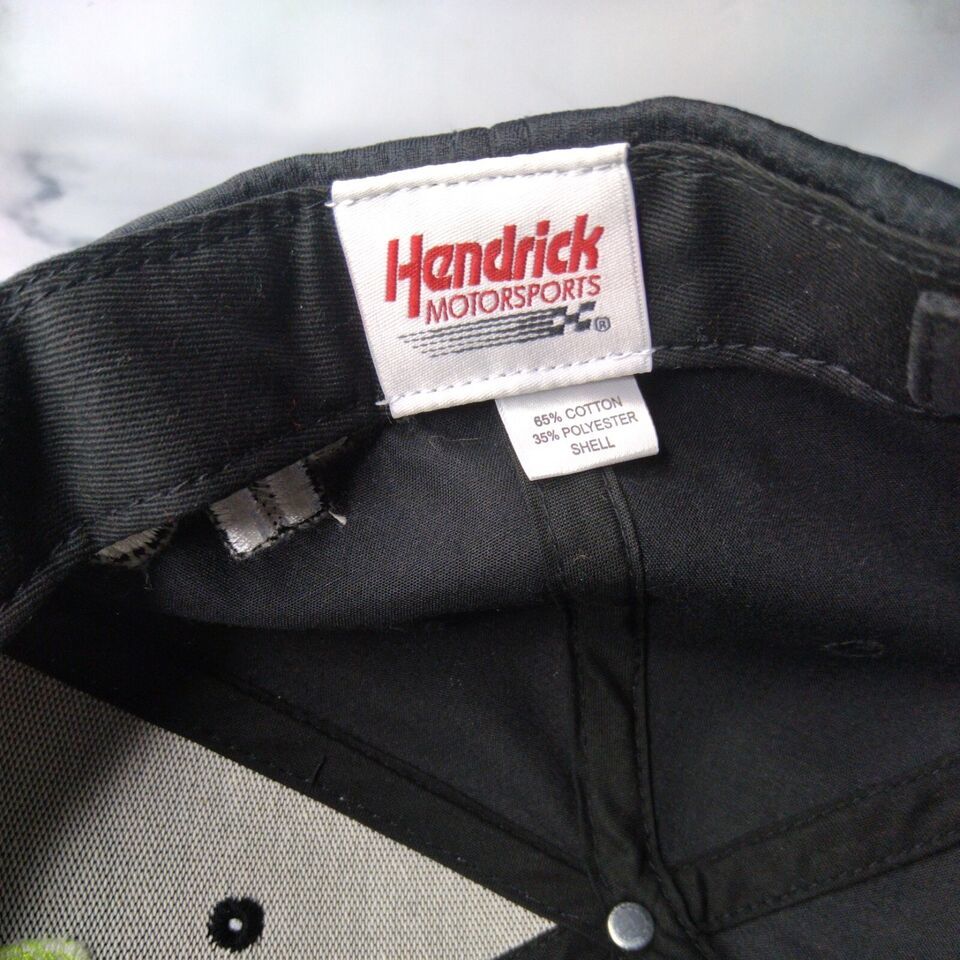 Hendrick
MOTORSPORTS
®
65% COTTON
35% POLYESTER
SHELL